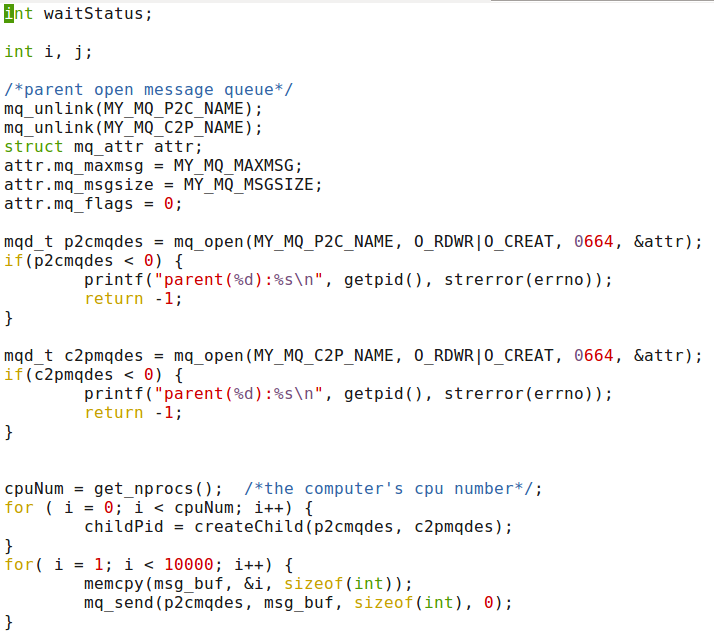 int waitStatus;
int i, j;
/*parent open message queue*/
mq_unlink(MY_MQ_P2C_NAME);
mq_unlink(MY_MQ_C2P_NAME);
struct mq_attr attr;
attr.mq_maxmsg = MY_MQ_MAXMSG;
attr.mq_msgsize = MY_MQ_MSGSIZE;
attr.mq_flags = 0;
mqd_t p2cmqdes = mq_open(MY_MQ_P2C_NAME, O_RDWR|O_CREAT, 0664, &attr);
if(p2cmqdes < 0) {
        printf("parent(%d):%s\n", getpid(), strerror(errno));
        return -1;
}
mqd_t c2pmqdes = mq_open(MY_MQ_C2P_NAME, O_RDWR|O_CREAT, 0664, &attr);
if(c2pmqdes < 0) {
        printf("parent(%d):%s\n", getpid(), strerror(errno));
        return -1;
}
cpuNum = get_nprocs();  /*the computer's cpu number*/;
for ( i = 0; i < cpuNum; i++) {
        childPid = createChild(p2cmqdes, c2pmqdes);
}
for( i = 1; i < 10000; i++) {
        memcpy(msg_buf, &i, sizeof(int));
        mq_send(p2cmqdes, msg_buf, sizeof(int), 0);
}